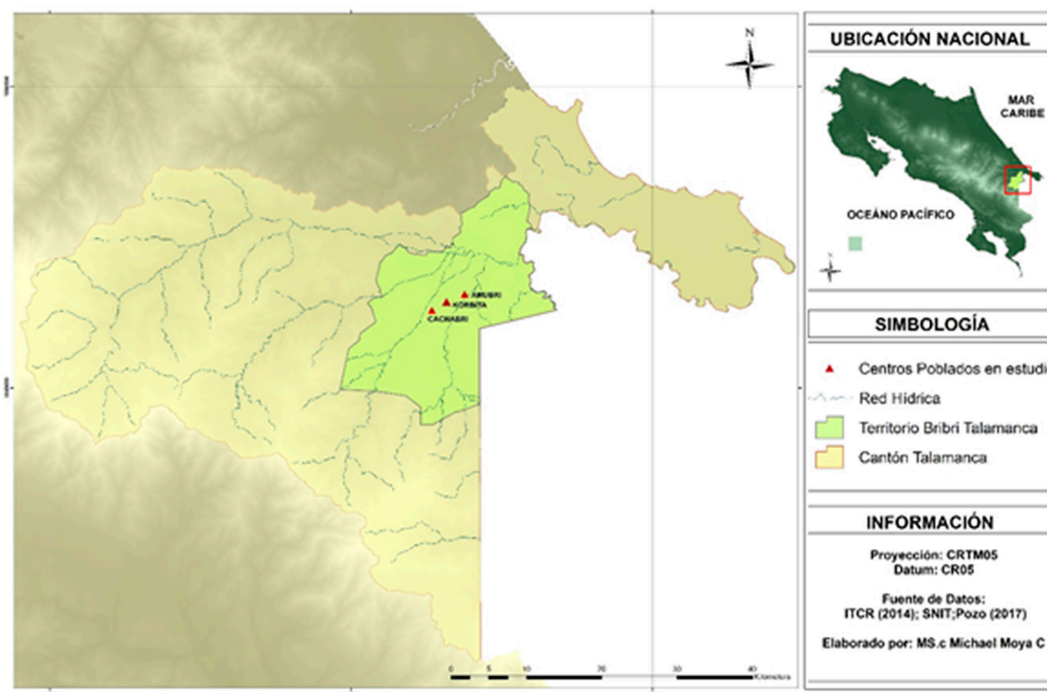 N
AMUBRI
KORBITA
CACHABRI
0
5
10
20
30
40
Kilometers
UBICACIÓN NACIONAL
MAR
CARIBE
OCEÁNO PACÍFICO
N
SIMBOLOGÍA
Centros Poblados en estudi
Red Hídrica
Territorio Bribri Talamanca
Cantón Talamanca
INFORMACIÓN
Proyección: CRTM05
Datum: CR05
Fuente de Datos:
ITCR (2014); SNIT;Pozo (2017)
Elaborado por: MS.c Michael Moya C